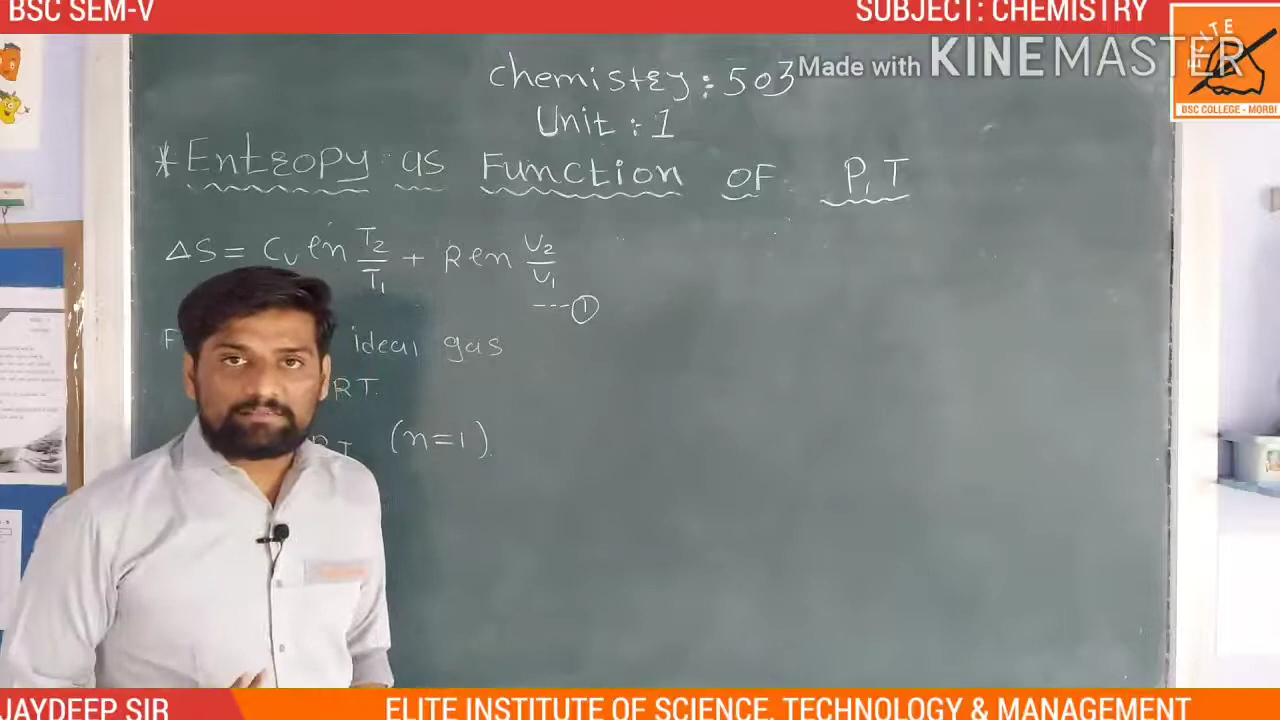 BSC SEM-V
SUBJECT: CHEMISTRY
Made with KINEMASTER
ELITE
BSC COLLEGE - MORBI
Chemistry : 503
Unit : 1
* Entropy as Function of P, T
ΔS = Cv ln T2/T1 + R ln V2/V1
---①
ideal gas
RT.
(n=1).
JAYDEEP SIR
ELITE INSTITUTE OF SCIENCE, TECHNOLOGY & MANAGEMENT